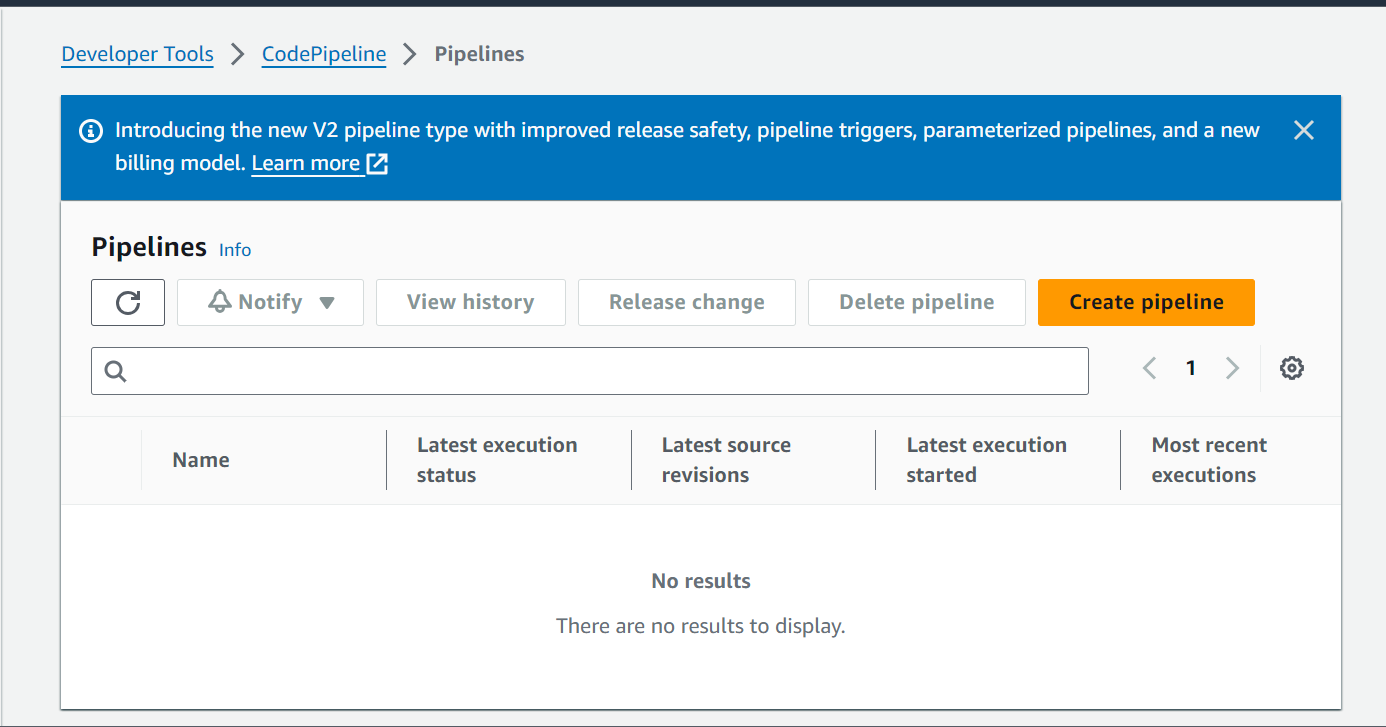 Developer Tools > CodePipeline > Pipelines
Introducing the new V2 pipeline type with improved release safety, pipeline triggers, parameterized pipelines, and a new
billing model. Learn more
Pipelines Info
Notify View history Release change Delete pipeline Create pipeline
1
Name Latest execution status Latest source revisions Latest execution started Most recent executions
No results
There are no results to display.